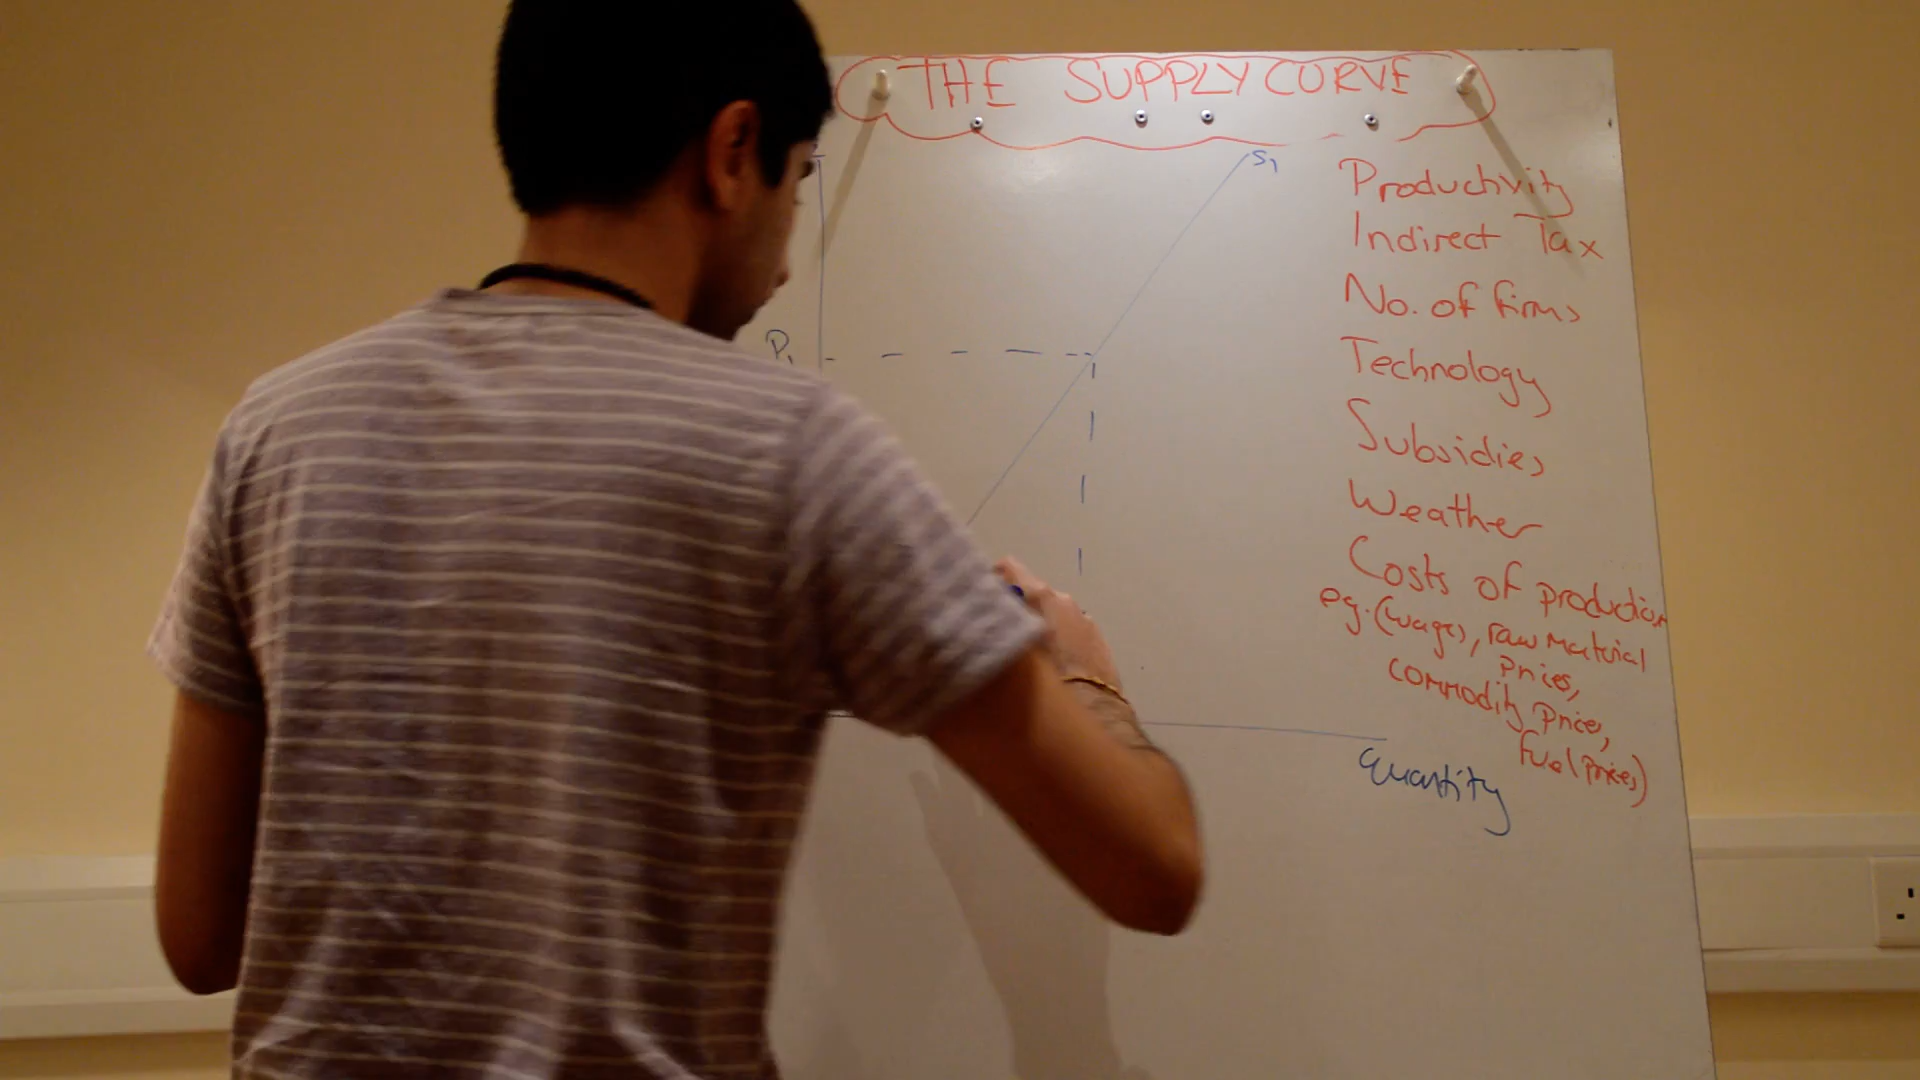 THE SUPPLY CURVE
S1
Productivity
Indirect Tax
No. of firms
Technology
Subsidies
Weather
Costs of production
eg. (wages, raw material
prices,
commodity prices,
fuel prices)
P1
Quantity